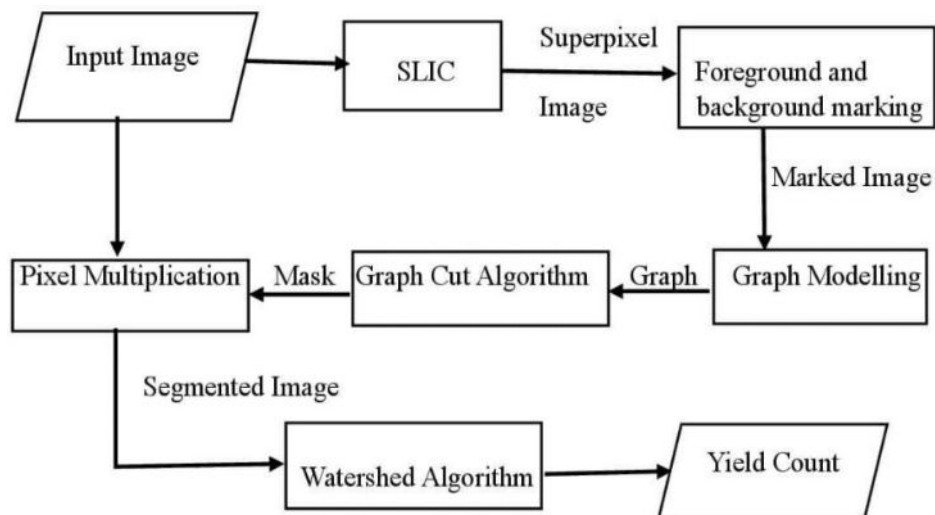 Input Image
SLIC
Superpixel
Image
Foreground and
background marking
Marked Image
Pixel Multiplication
Mask
Graph Cut Algorithm
Graph
Graph Modelling
Segmented Image
Watershed Algorithm
Yield Count